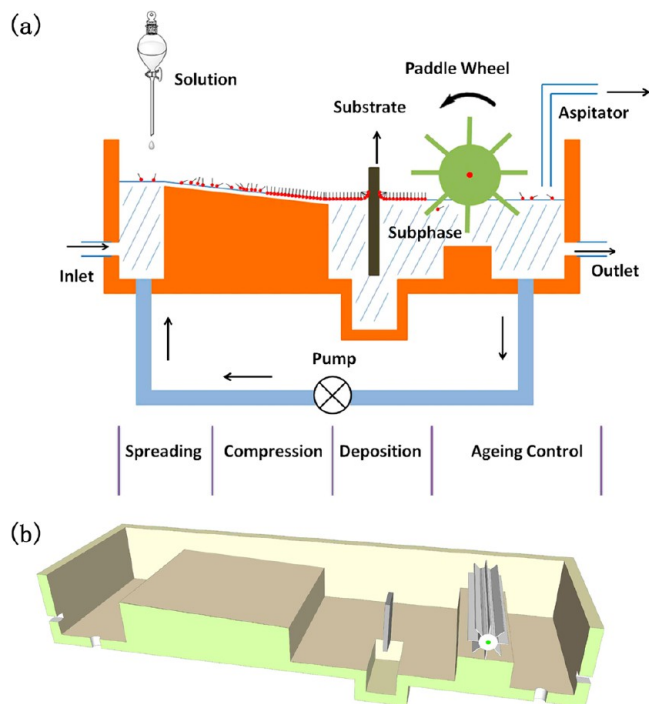 (a)
Solution
Paddle Wheel
Substrate
Aspitator
Subphase
Inlet
Outlet
Pump
Spreading
Compression
Deposition
Ageing Control
(b)